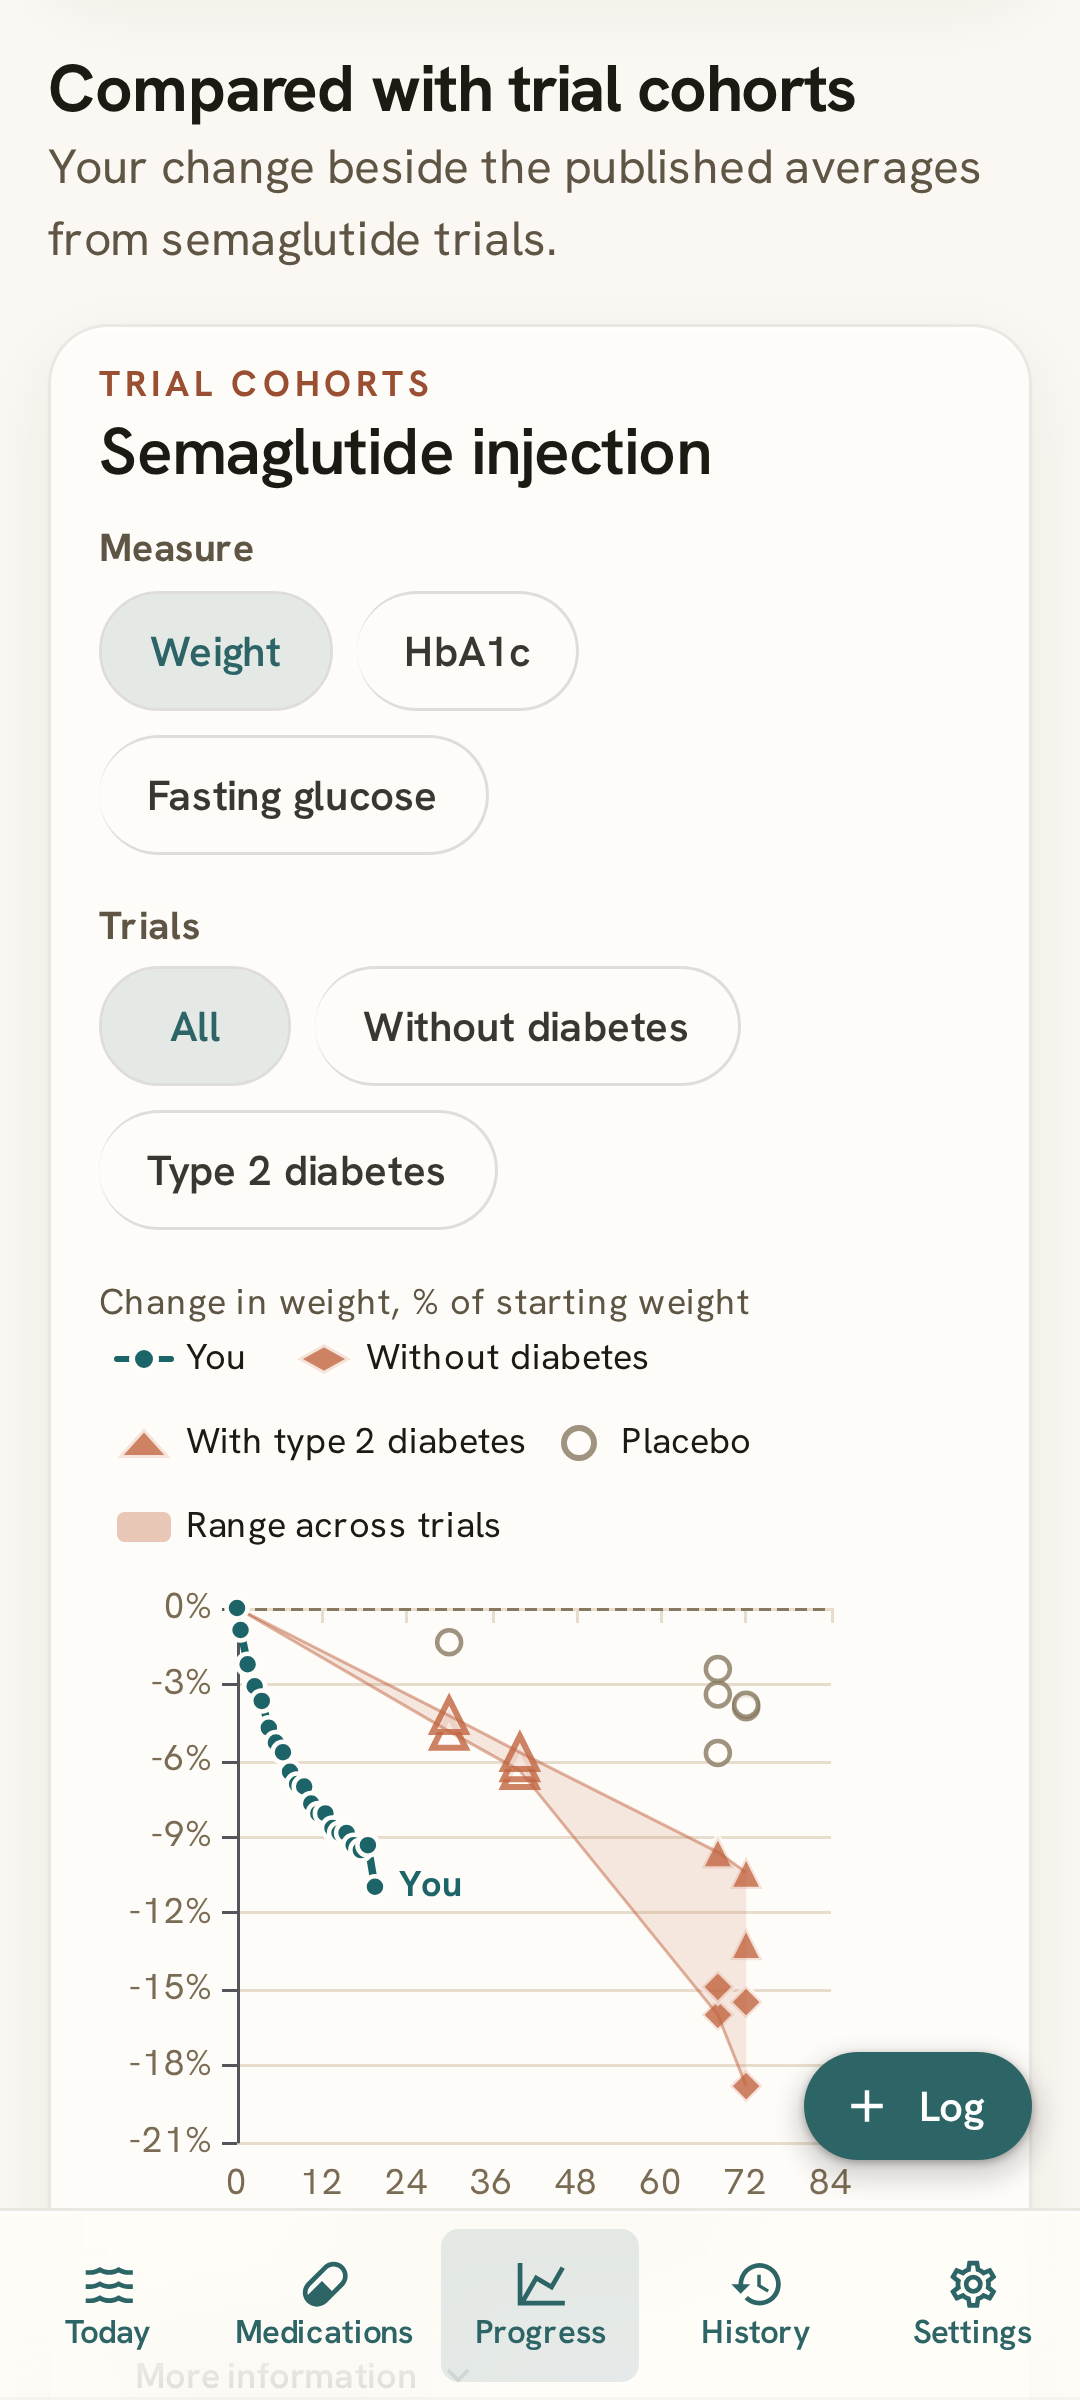 Compared with trial cohorts
Your change beside the published averages
from semaglutide trials.
TRIAL COHORTS
Semaglutide injection
Measure
Weight
HbA1c
Fasting glucose
Trials
All
Without diabetes
Type 2 diabetes
Change in weight, % of starting weight
You
Without diabetes
With type 2 diabetes
Placebo
Range across trials
0%
-3%
-6%
-9%
You
-12%
-15%
-18%
-21%
0 12 24 36 48 60 72 84
Log
Today
Medications
Progress
History
Settings
More information